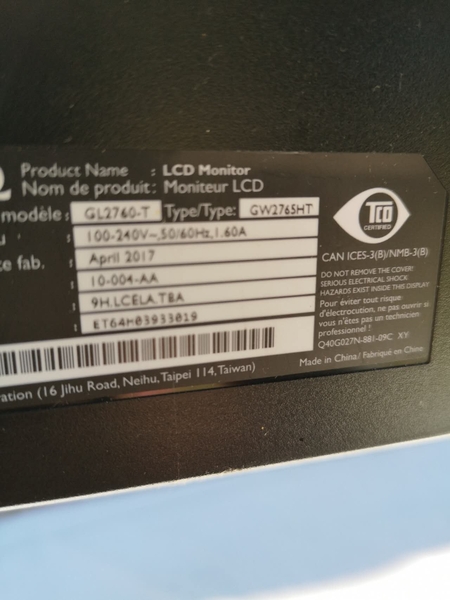 Q Product Name : LCD Monitor
Nom de produit: Moniteur LCD
modèle : GL2760-T Type/Type: GW2765HT
100-240V~,50/60Hz,1.60A
fab. April 2017
10-004-AA
9H.LCELA.TBA
ET64H03933019
(16 Jihu Road, Neihu, Taipei 114, Taiwan)
TCO
CERTIFIED
CAN ICES-3(B)/NMB-3(B)
DO NOT REMOVE THE COVER!
SERIOUS ELECTRICAL SHOCK
HAZARDS EXIST INSIDE THIS DISPLAY
Pour éviter tout risque
d'électrocution, ne pas ouvrir si
vous n'êtes pas un technicien
professionnel !
Q40G027N-881-09C XY
Made in China/ Fabriqué en Chine